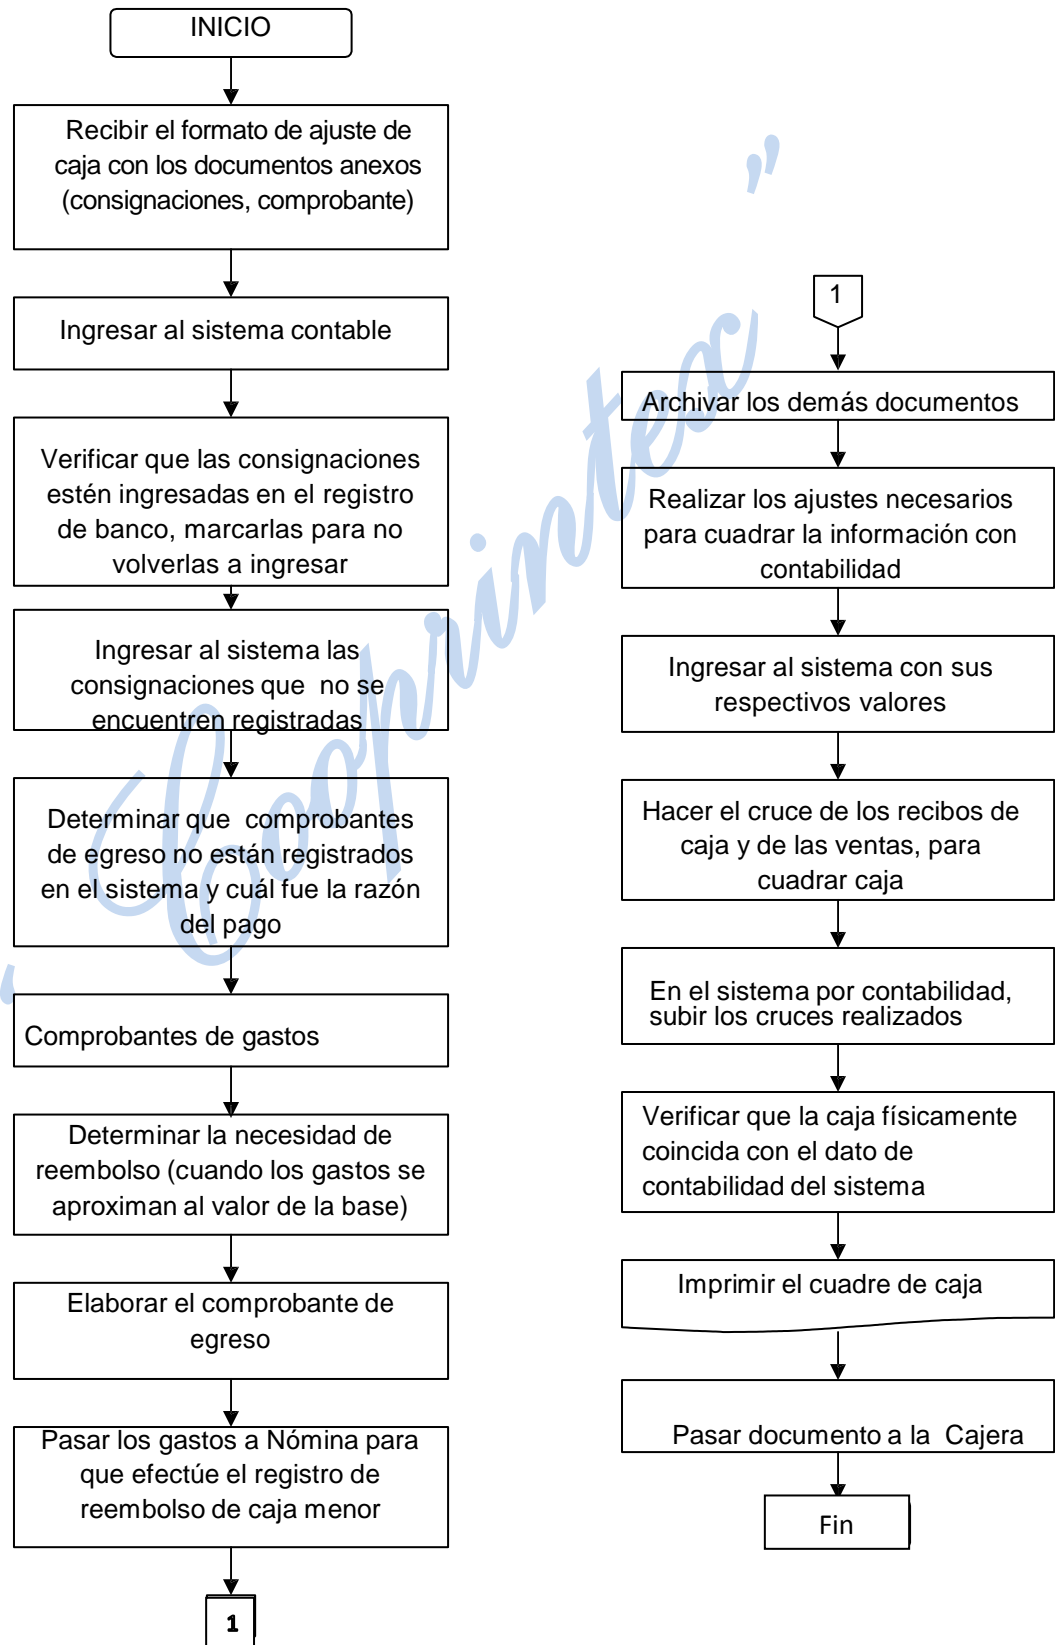 INICIO
Recibir el formato de ajuste de
caja con los documentos anexos
(consignaciones, comprobante)
Ingresar al sistema contable
Verificar que las consignaciones
estén ingresadas en el registro
de banco, marcarlas para no
volverlas a ingresar
Ingresar al sistema las
consignaciones que no se
encuentren registradas
Determinar que comprobantes
de egreso no están registrados
en el sistema y cuál fue la razón
del pago
Comprobantes de gastos
Determinar la necesidad de
reembolso (cuando los gastos se
aproximan al valor de la base)
Elaborar el comprobante de
egreso
Pasar los gastos a Nómina para
que efectúe el registro de
reembolso de caja menor
1
1
Archivar los demás documentos
Realizar los ajustes necesarios
para cuadrar la información con
contabilidad
Ingresar al sistema con sus
respectivos valores
Hacer el cruce de los recibos de
caja y de las ventas, para
cuadrar caja
En el sistema por contabilidad,
subir los cruces realizados
Verificar que la caja físicamente
coincida con el dato de
contabilidad del sistema
Imprimir el cuadre de caja
Pasar documento a la Cajera
Fin
“Cooprintex”